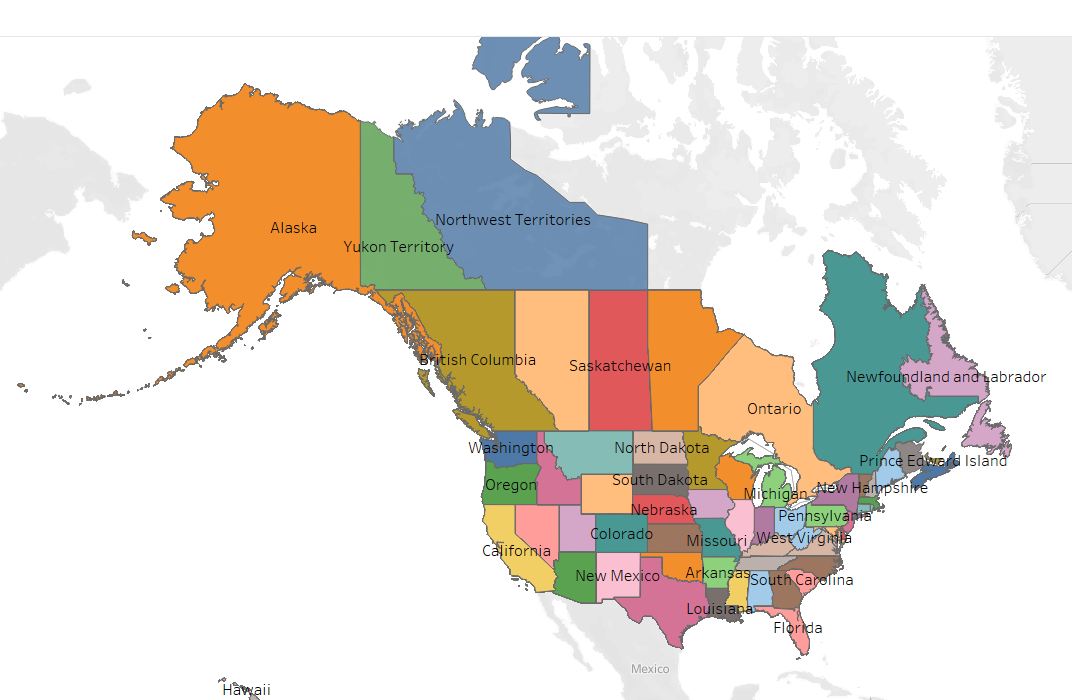 Alaska
Northwest Territories
Yukon Territory
British Columbia
Saskatchewan
Newfoundland and Labrador
Ontario
Washington
North Dakota
Prince Edward Island
Oregon
South Dakota
Michigan
New Hampshire
Nebraska
Pennsylvania
California
Colorado
Missouri
West Virginia
New Mexico
Arkansas
South Carolina
Louisiana
Florida
Mexico
Hawaii